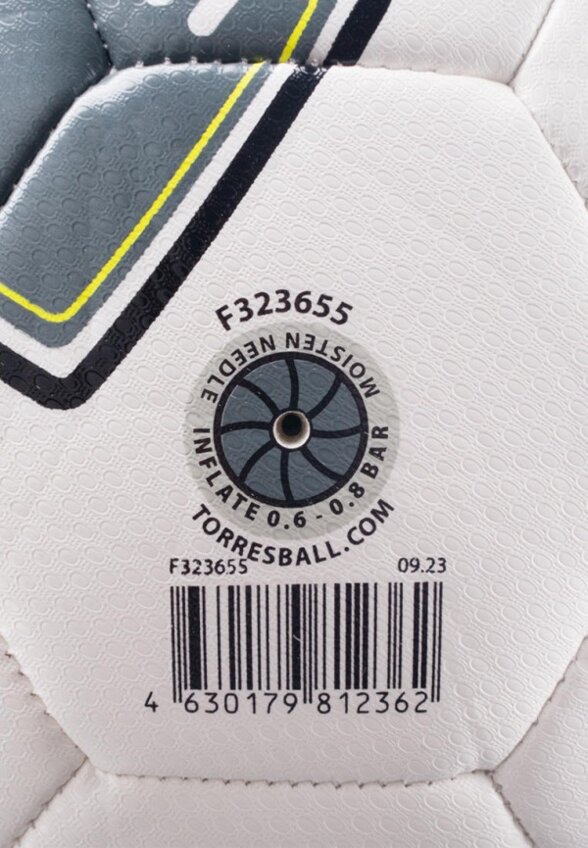 F323655
MOISTEN NEEDLE
INFLATE 0.6 - 0.8 BAR
TORRESBALL.COM
F323655 09.23
4 630179 812362